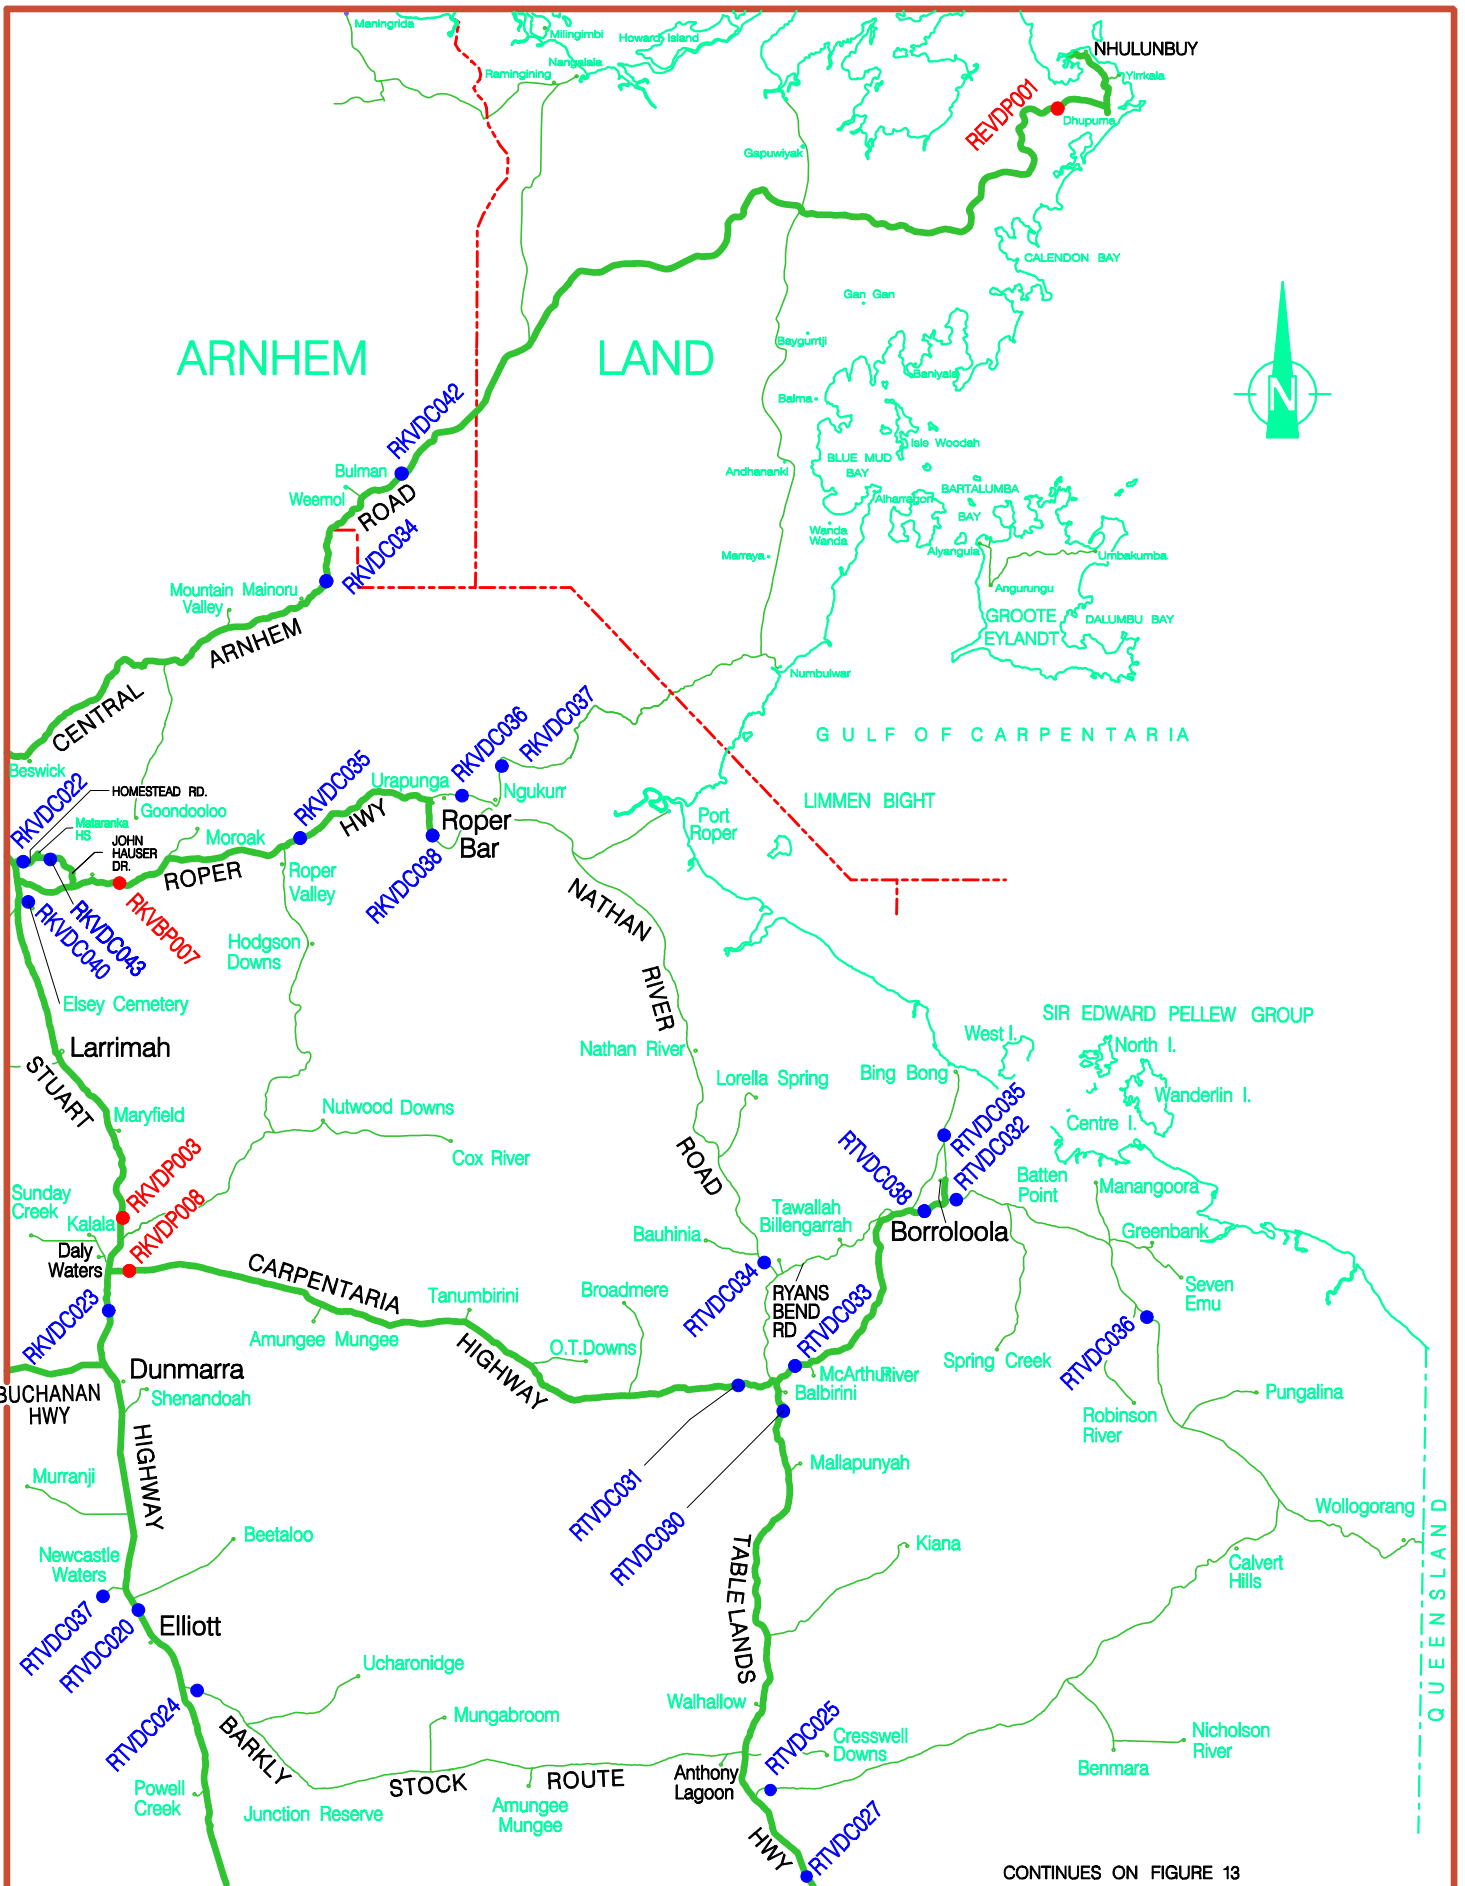 Maningrida
Milingimbi
Howard Island
NHULUNBUY
Nangalala
Ramingining
Yirrkala
REVDP001
Dhupuma
Gapuwiyak
CALENDON BAY
Gan Gan
Baygurrtji
ARNHEM
LAND
Baniyala
N
RKVDC042
Balma
Isle Woodah
BLUE MUD
BAY
Bulman
Andhananki
Weemol
ROAD
BARTALUMBA
BAY
Alharrgon
Wanda
Wanda
RKVDC034
Marraya
Alyangula
Umbakumba
Mountain
Valley
Mainoru
Angurungu
GROOTE
EYLANDT
DALUMBU BAY
ARNHEM
Numbulwar
CENTRAL
RKVDC036
RKVDC037
GULF OF CARPENTARIA
Beswick
RKVDC022
HOMESTEAD RD.
RKVDC035
Urapunga
Ngukurr
LIMMEN BIGHT
Goondooloo
Mataranka
HS
JOHN
HAUSER
DR.
Moroak
HWY
Roper
Bar
Port
Roper
ROPER
Roper
Valley
RKVDC038
NATHAN
RKVDC040
RKVDC043
RKVBP007
Hodgson
Downs
Elsey Cemetery
RIVER
SIR EDWARD PELLEW GROUP
West I.
North I.
Larrimah
Nathan River
Lorella Spring
Bing Bong
STUART
Wanderlin I.
Maryfield
Nutwood Downs
RTVDC035
Centre I.
Cox River
ROAD
RTVDC038
RTVDC032
RKVDP003
Batten
Point
Manangoora
Sunday
Creek
Kalala
RKVDP008
Tawallah
Billengarrah
Bauhinia
Borroloola
Greenbank
Daly
Waters
CARPENTARIA
Seven
Emu
RKVDC023
Tanumbirini
Broadmere
RTVDC034
RYANS
BEND
RD
RTVDC033
Amungee Mungee
HIGHWAY
O.T.Downs
Spring Creek
RTVDC036
Dunmarra
McArthur River
Balbirini
BUCHANAN
HWY
Shenandoah
Pungalina
Robinson
River
HIGHWAY
Murranji
RTVDC031
Mallapunyah
RTVDC030
Wollogorang
QUEENSLAND
Beetaloo
TABLELANDS
Kiana
Newcastle
Waters
Calvert
Hills
RTVDC037
RTVDC020
Elliott
Ucharonidge
RTVDC024
Walhallow
Mungabroom
BARKLY
RTVDC025
Cresswell
Downs
Nicholson
River
Benmara
Anthony
Lagoon
STOCK
ROUTE
Powell
Creek
Junction Reserve
Amungee
Mungee
HWY
RTVDC027
CONTINUES ON FIGURE 13